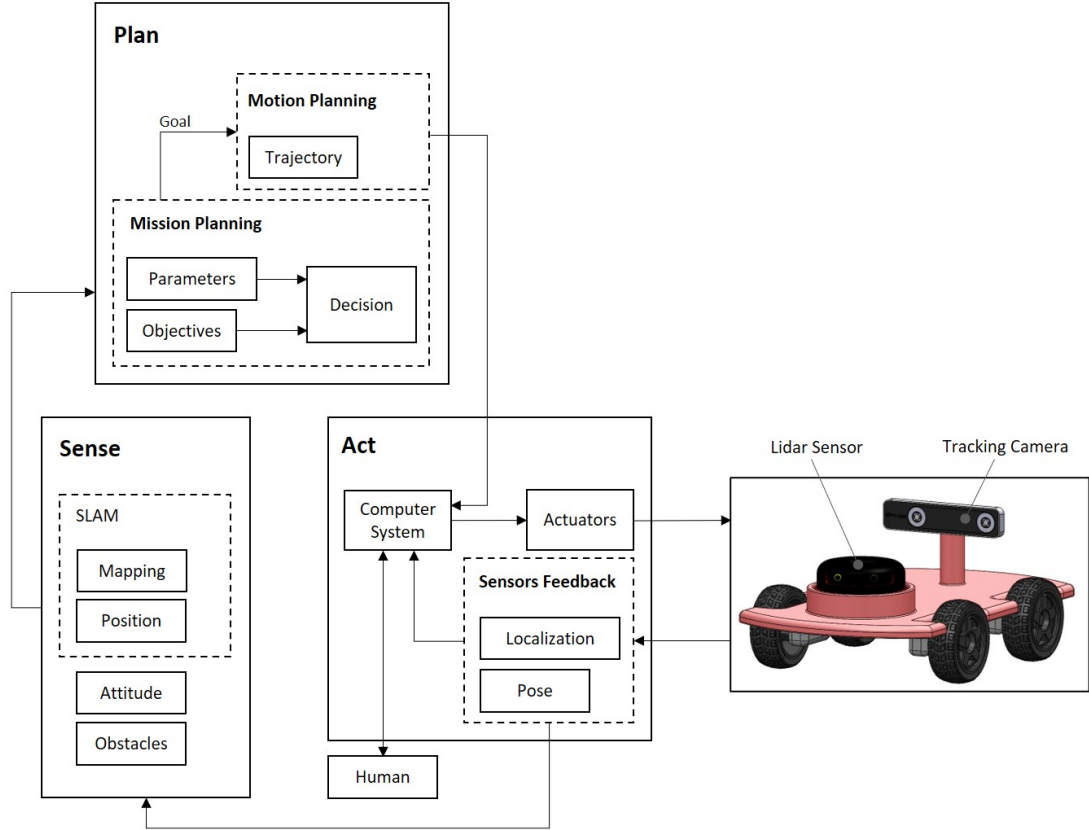 Plan
Motion Planning
Goal
Trajectory
Mission Planning
Parameters
Decision
Objectives
Sense
SLAM
Mapping
Position
Attitude
Obstacles
Act
Computer
System
Actuators
Sensors Feedback
Localization
Pose
Human
Lidar Sensor
Tracking Camera